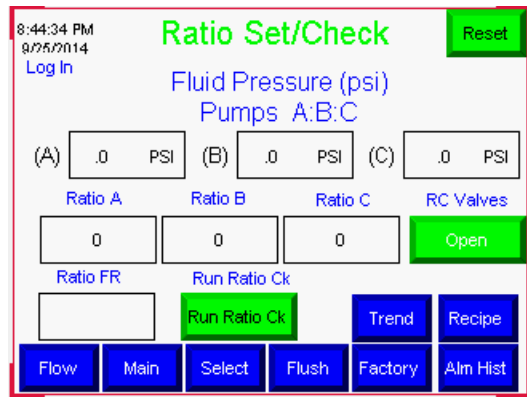 8:44:34 PM Ratio Set/Check Reset
9/25/2014
Log In
Fluid Pressure (psi)
Pumps A:B:C
(A) .0 PSI (B) .0 PSI (C) .0 PSI
Ratio A Ratio B Ratio C RC Valves
0 0 0 Open
Ratio FR Run Ratio Ck
Run Ratio Ck Trend Recipe
Flow Main Select Flush Factory Alm Hist